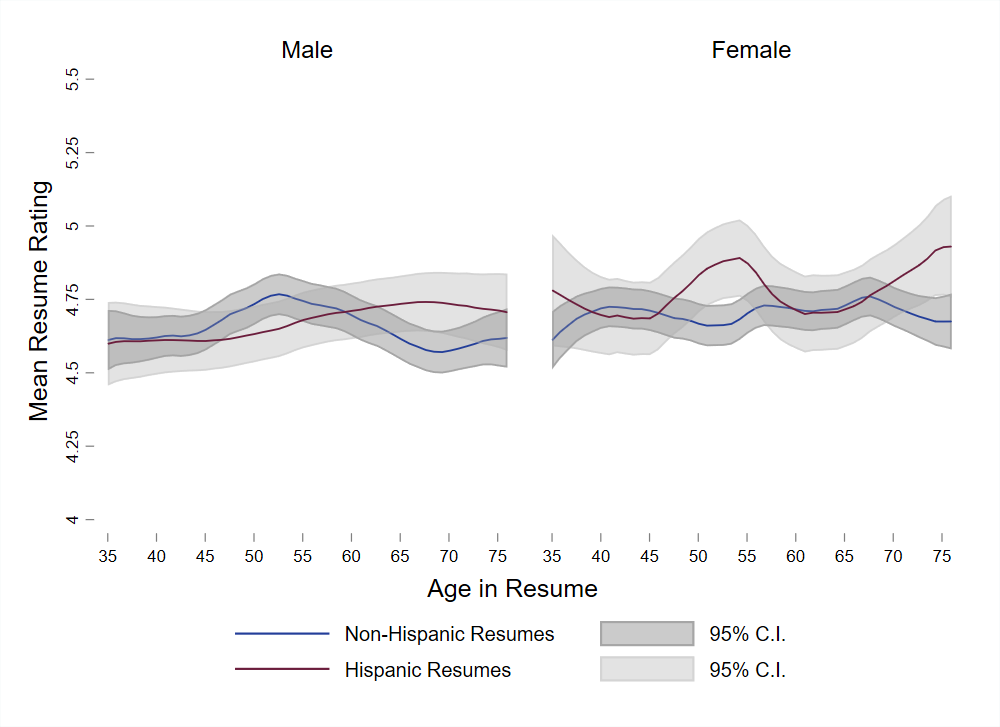 Male Female
Mean Resume Rating
5.5
5.25
5
4.75
4.5
4.25
4
35 40 45 50 55 60 65 70 75 35 40 45 50 55 60 65 70 75
Age in Resume
Non-Hispanic Resumes 95% C.I.
Hispanic Resumes 95% C.I.